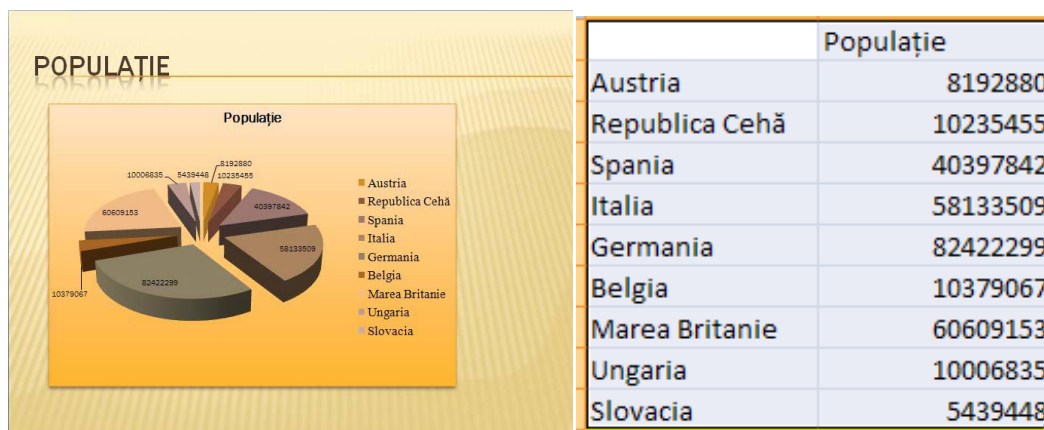 POPULAȚIE
Populație
8192880
10006835 5439448 10235455
60609153
40397842
58133509
82422299
10379067
Austria
Republica Cehă
Spania
Italia
Germania
Belgia
Marea Britanie
Ungaria
Slovacia
Populație
Austria 8192880
Republica Cehă 10235455
Spania 40397842
Italia 58133509
Germania 82422299
Belgia 10379067
Marea Britanie 60609153
Ungaria 10006835
Slovacia 5439448